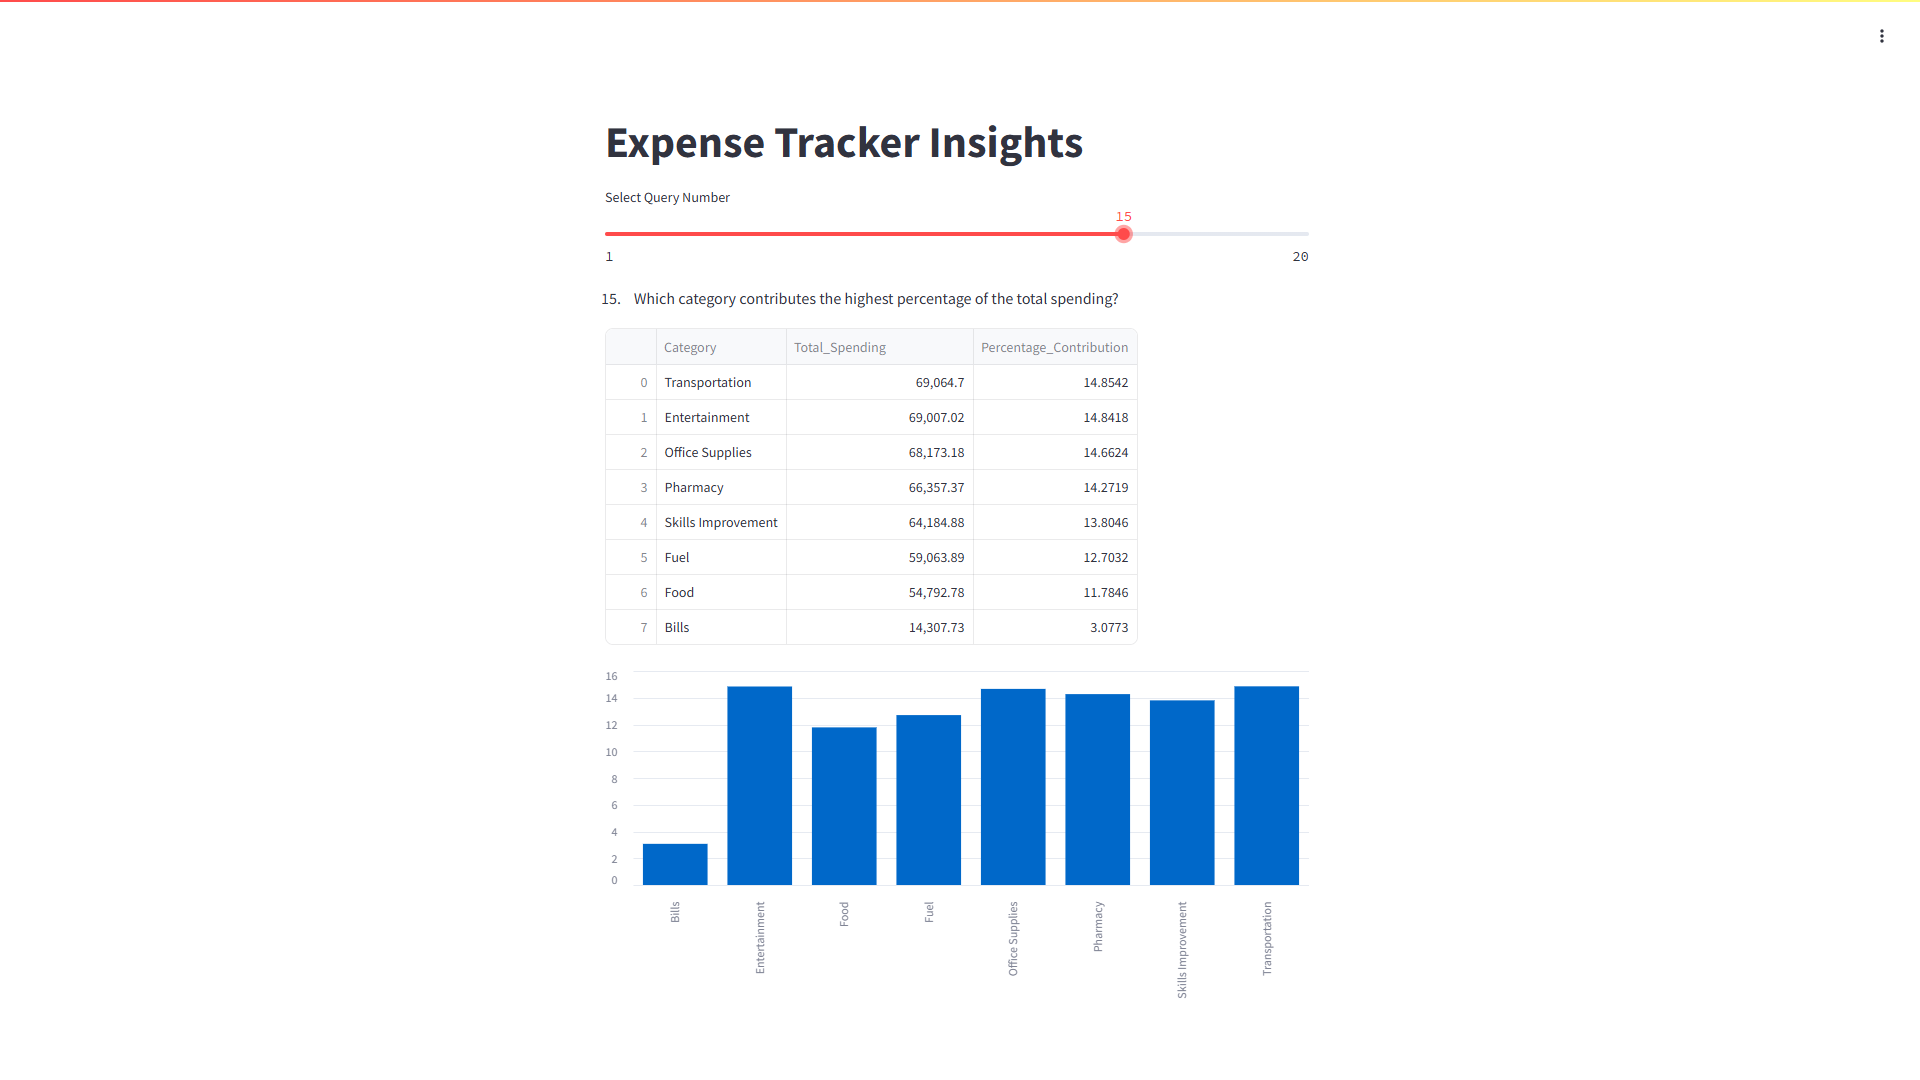 Expense Tracker Insights
Select Query Number
15
1 20
15. Which category contributes the highest percentage of the total spending?
Category Total_Spending Percentage_Contribution
0 Transportation 69,064.7 14.8542
1 Entertainment 69,007.02 14.8418
2 Office Supplies 68,173.18 14.6624
3 Pharmacy 66,357.37 14.2719
4 Skills Improvement 64,184.88 13.8046
5 Fuel 59,063.89 12.7032
6 Food 54,792.78 11.7846
7 Bills 14,307.73 3.0773
16
14
12
10
8
6
4
2
0
Bills
Entertainment
Food
Fuel
Office Supplies
Pharmacy
Skills Improvement
Transportation